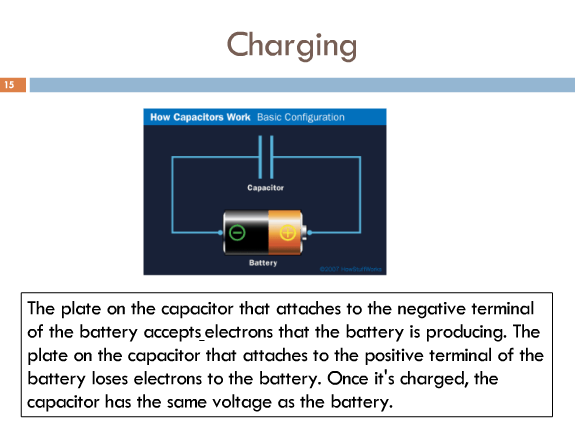 Charging
15
How Capacitors Work Basic Configuration
Capacitor
Battery
©2007 HowStuffWorks
The plate on the capacitor that attaches to the negative terminal
of the battery accepts electrons that the battery is producing. The
plate on the capacitor that attaches to the positive terminal of the
battery loses electrons to the battery. Once it's charged, the
capacitor has the same voltage as the battery.